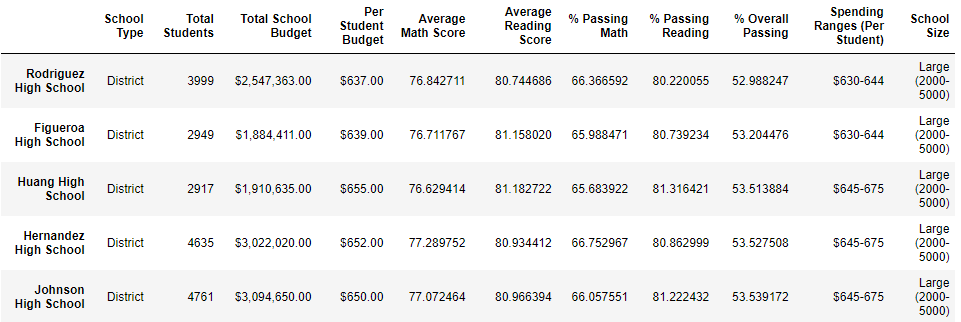 School Type Total Students Total School Budget Per Student Budget Average Math Score Average Reading Score % Passing Math % Passing Reading % Overall Passing Spending Ranges (Per Student) School Size
Rodriguez High School District 3999 $2,547,363.00 $637.00 76.842711 80.744686 66.366592 80.220055 52.988247 $630-644 Large (2000-5000)
Figueroa High School District 2949 $1,884,411.00 $639.00 76.711767 81.158020 65.988471 80.739234 53.204476 $630-644 Large (2000-5000)
Huang High School District 2917 $1,910,635.00 $655.00 76.629414 81.182722 65.683922 81.316421 53.513884 $645-675 Large (2000-5000)
Hernandez High School District 4635 $3,022,020.00 $652.00 77.289752 80.934412 66.752967 80.862999 53.527508 $645-675 Large (2000-5000)
Johnson High School District 4761 $3,094,650.00 $650.00 77.072464 80.966394 66.057551 81.222432 53.539172 $645-675 Large (2000-5000)